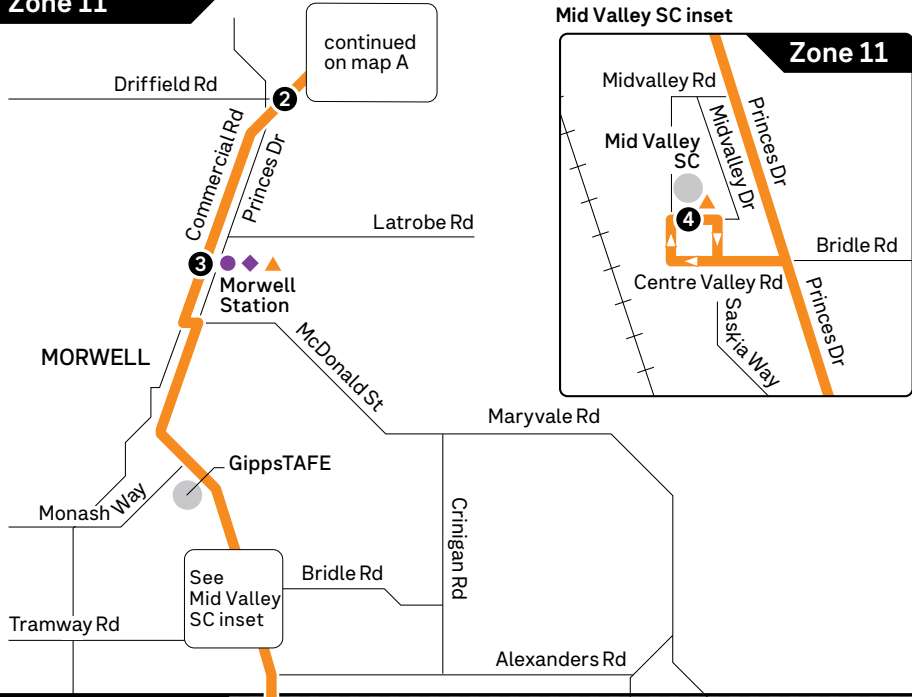 Zone 11
continued
on map A
Driffield Rd
2
Commercial Rd
Princes Dr
Latrobe Rd
3
Morwell
Station
MORWELL
McDonald St
Maryvale Rd
GippsTAFE
Monash Way
Crinigan Rd
See
Mid Valley
SC inset
Bridle Rd
Tramway Rd
Alexanders Rd
Mid Valley SC inset
Zone 11
Midvalley Rd
Princes Dr
Midvalley Dr
Mid Valley
SC
4
Bridle Rd
Centre Valley Rd
Princes Dr
Saskia Way